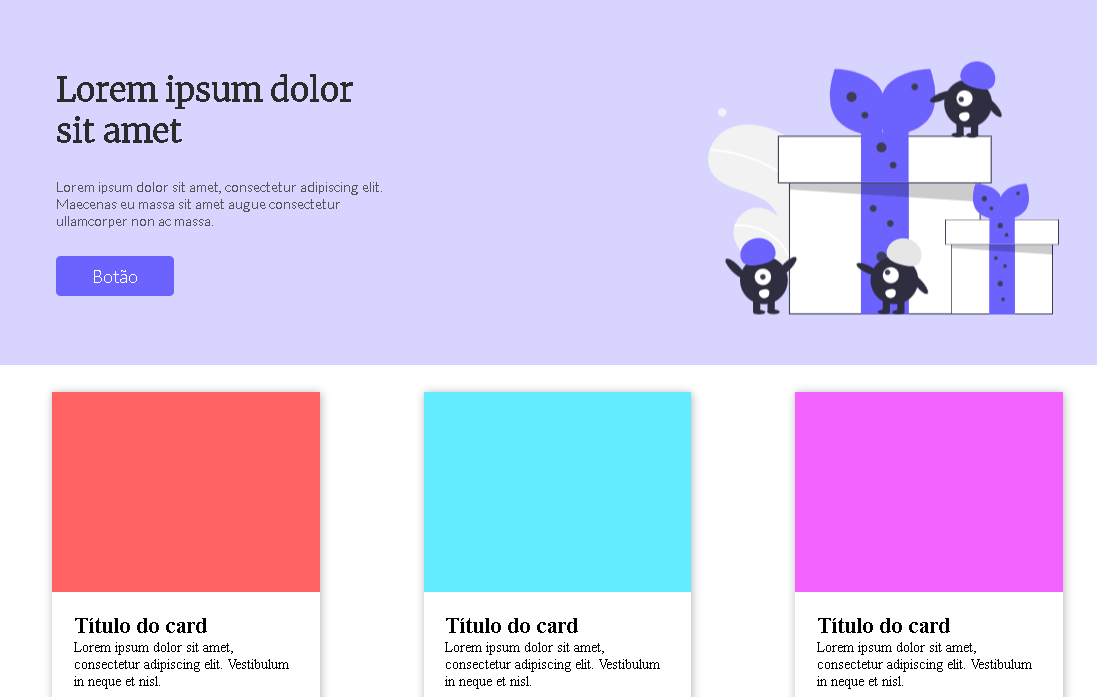 Lorem ipsum dolor
sit amet
Lorem ipsum dolor sit amet, consectetur adipiscing elit.
Maecenas eu massa sit amet augue consectetur
ullamcorper non ac massa.
Botão
Título do card
Lorem ipsum dolor sit amet,
consectetur adipiscing elit. Vestibulum
in neque et nisl.
Título do card
Lorem ipsum dolor sit amet,
consectetur adipiscing elit. Vestibulum
in neque et nisl.
Título do card
Lorem ipsum dolor sit amet,
consectetur adipiscing elit. Vestibulum
in neque et nisl.